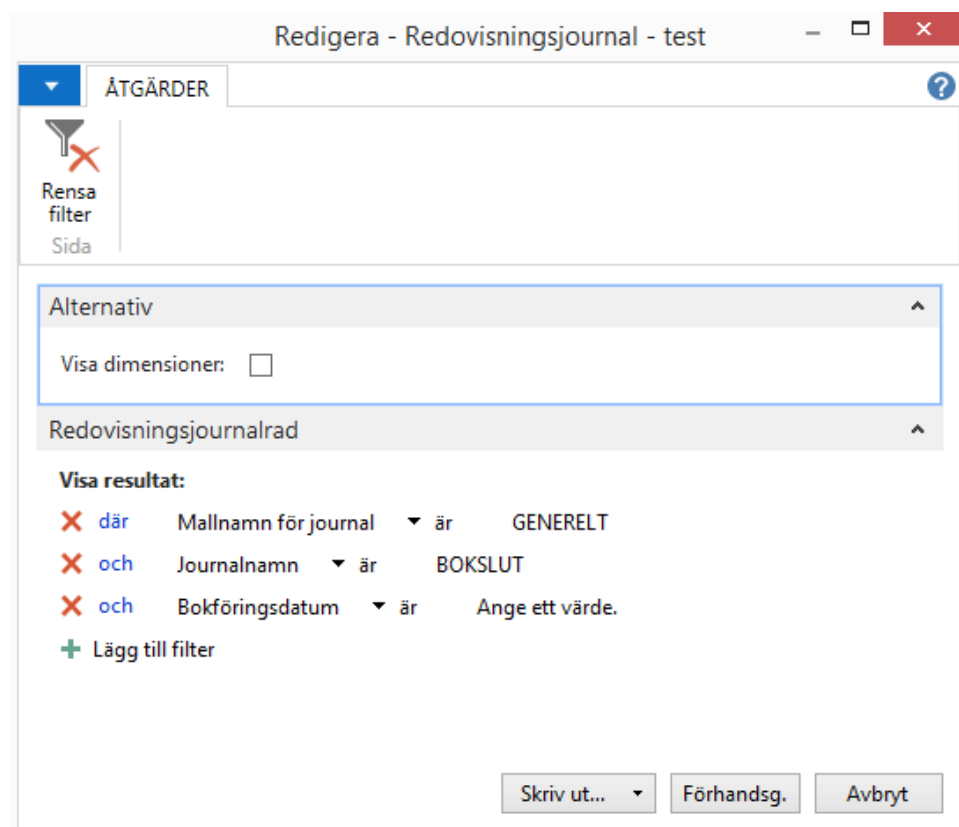 Redigera - Redovisningsjournal - test
ÅTGÄRDER
Rensa
filter
Sida
Alternativ
Visa dimensioner:
Redovisningsjournalrad
Visa resultat:
där Mallnamn för journal är GENERELT
och Journalnamn är BOKSLUT
och Bokföringsdatum är Ange ett värde.
Lägg till filter
Skriv ut... Förhandsg. Avbryt